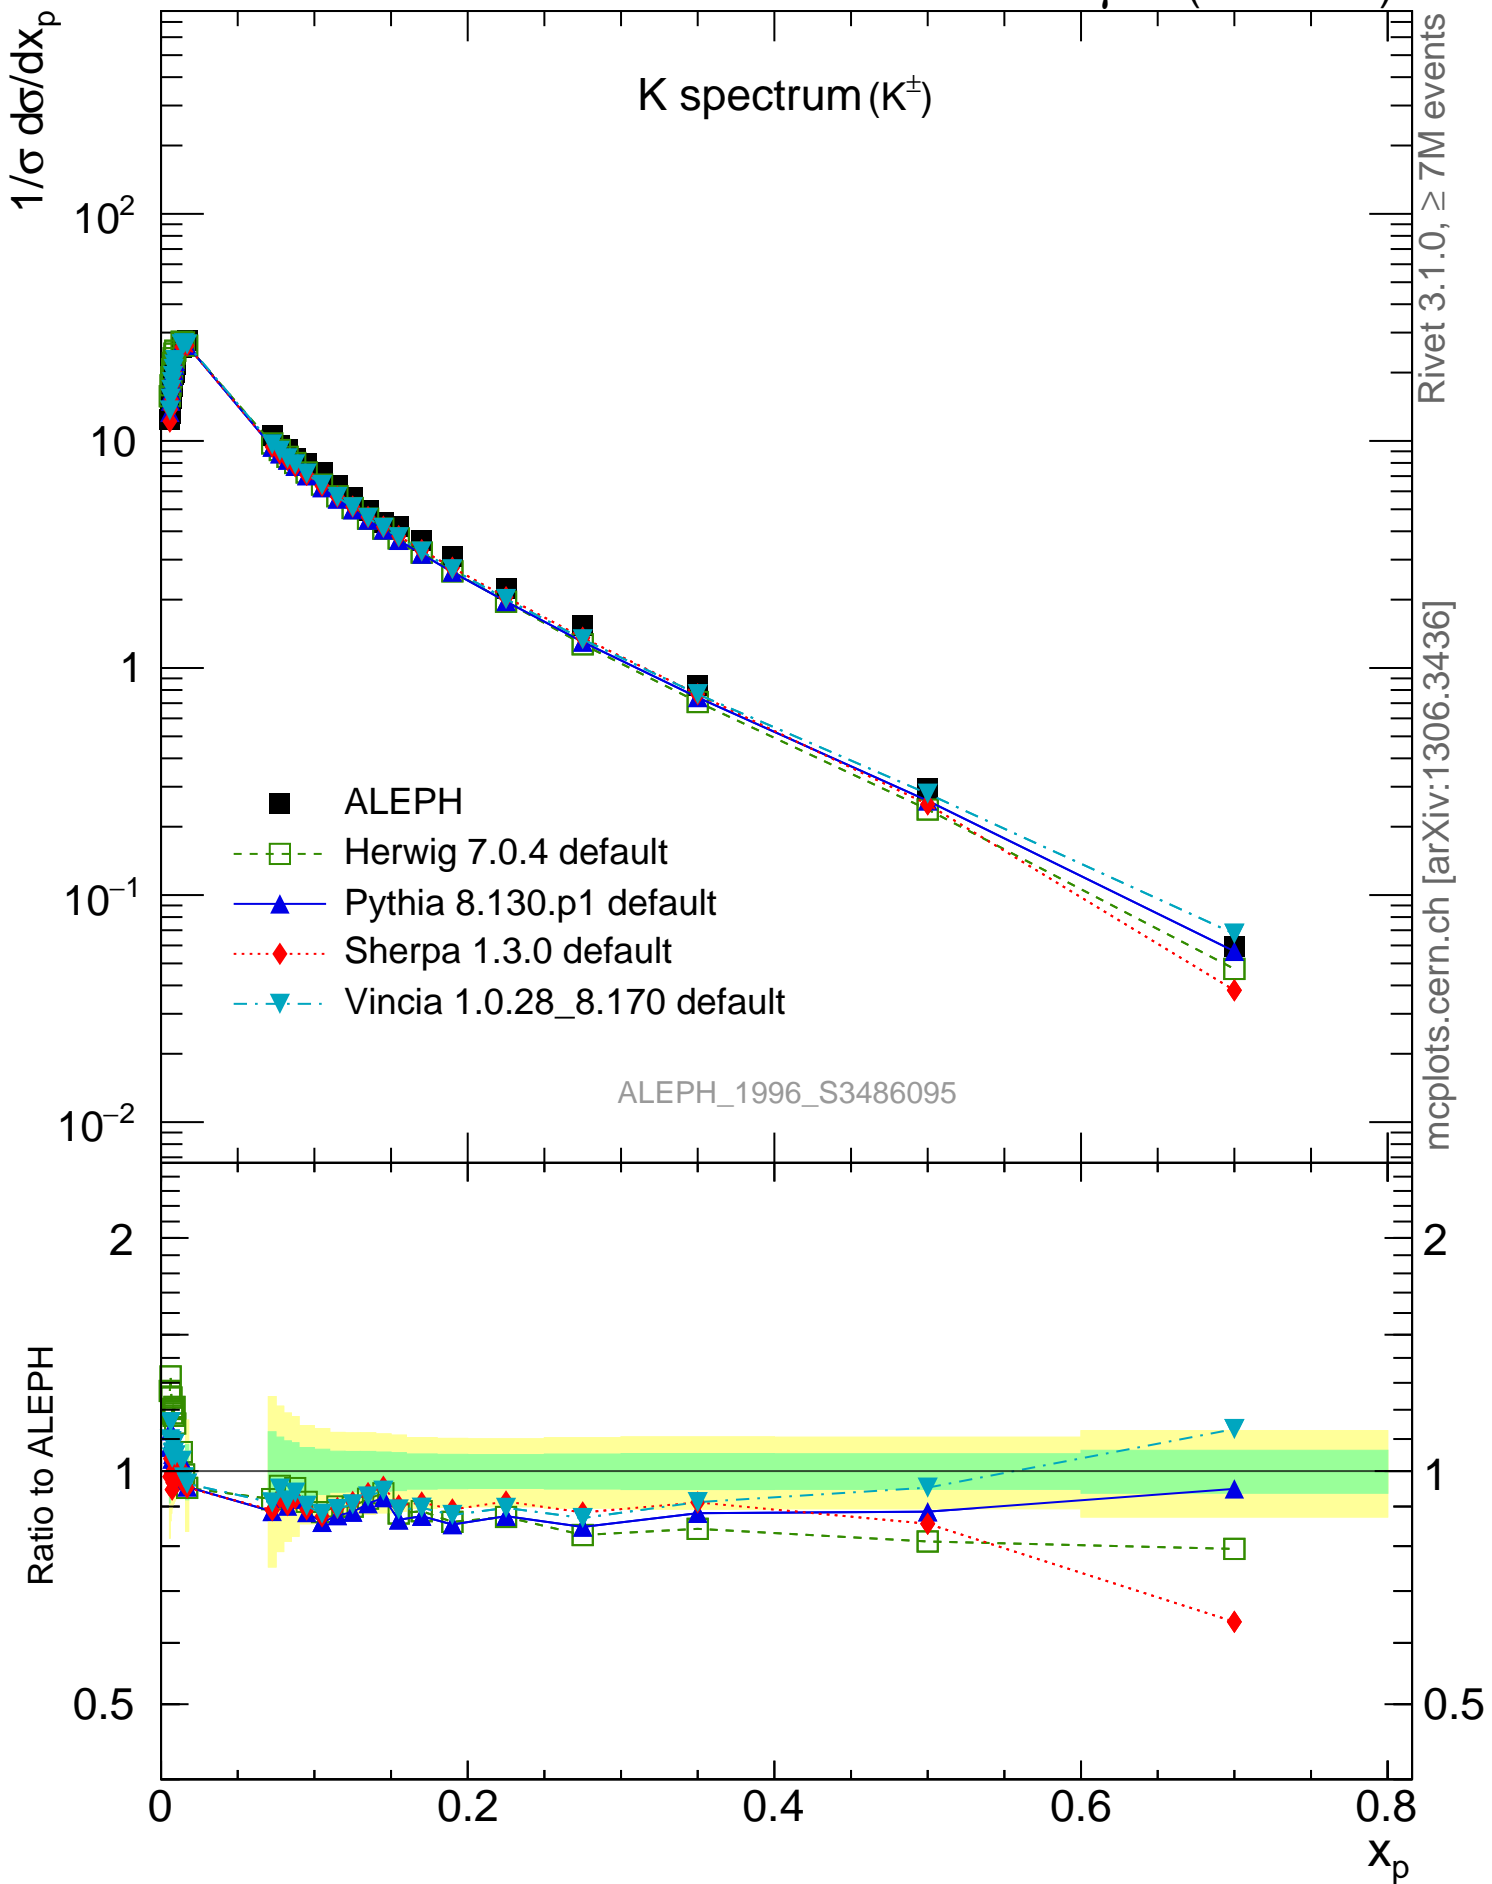 K spectrum (K±)
1/σ dσ/dxp
10²
10
1
10⁻¹
10⁻²
ALEPH
Herwig 7.0.4 default
Pythia 8.130.p1 default
Sherpa 1.3.0 default
Vincia 1.0.28_8.170 default
ALEPH_1996_S3486095
Rivet 3.1.0, ≥ 7M events
mcplots.cern.ch [arXiv:1306.3436]
Ratio to ALEPH
2
1
0.5
2
1
0.5
0
0.2
0.4
0.6
0.8
xp